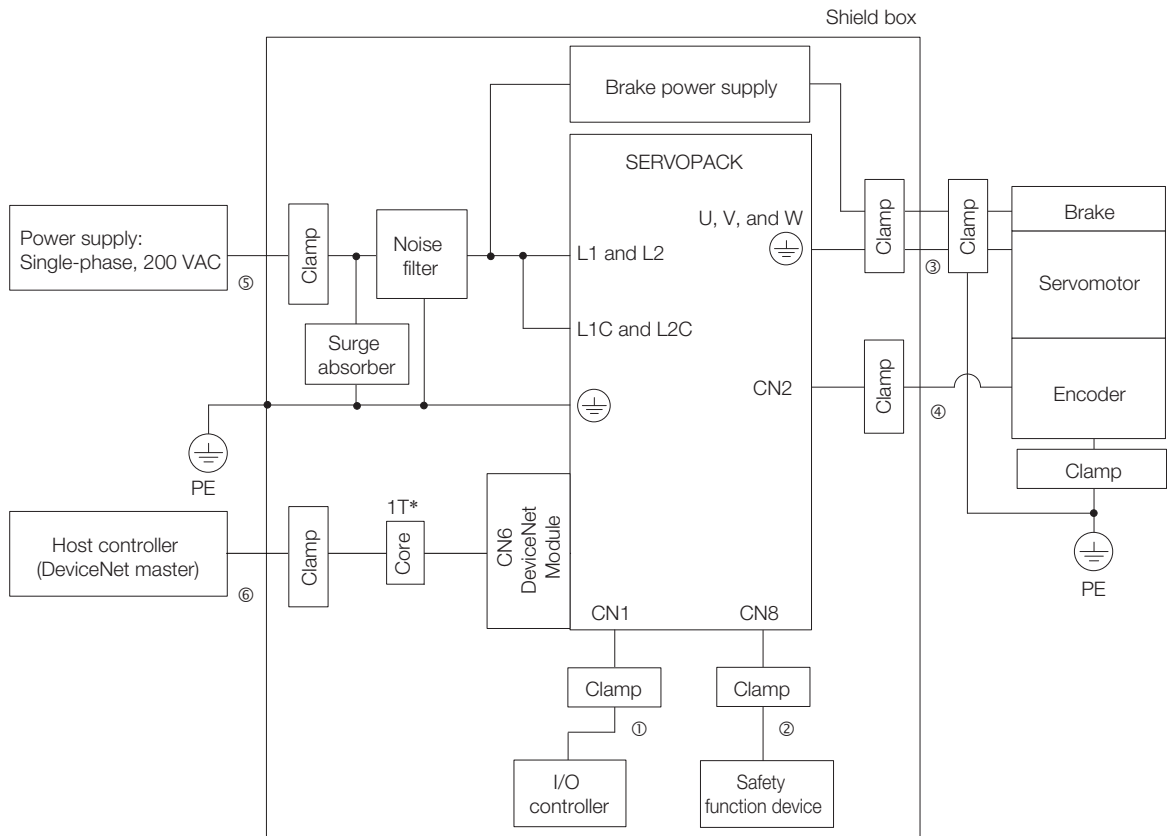 Shield box
Brake power supply
SERVOPACK
U, V, and W
Clamp
Clamp
Brake
Power supply:
Single-phase, 200 VAC
Clamp
Noise
filter
L1 and L2
③
⑤
Servomotor
L1C and L2C
Surge
absorber
CN2
Clamp
④
Encoder
PE
Clamp
1T*
Host controller
(DeviceNet master)
Clamp
Core
CN6
DeviceNet
Module
⑥
PE
CN1
CN8
Clamp
Clamp
①
②
I/O
controller
Safety
function device